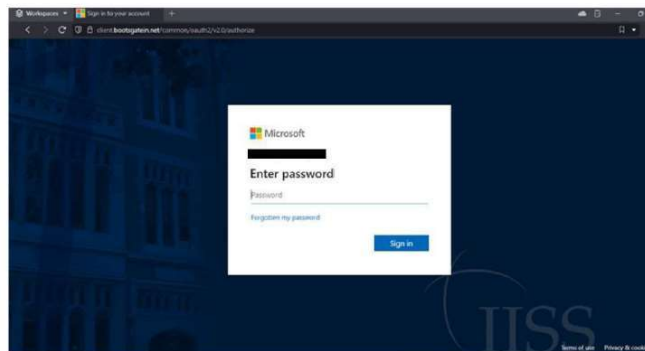 Workspaces Sign in to your account
client.bootsgatein.net/common/oauth2/v2.0/authorize
Microsoft
Enter password
Password
Forgotten my password
Sign in
IISS
Terms of use Privacy & cook